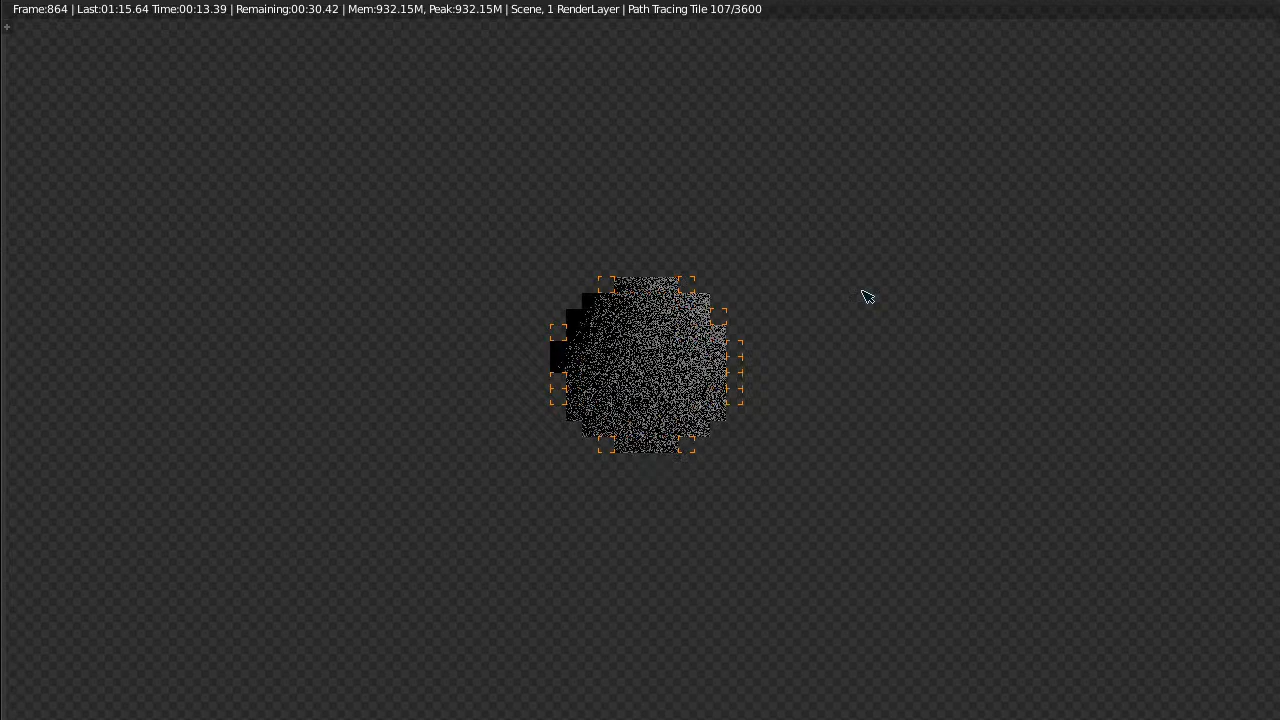 Frame:864 | Last:01:15.64 Time:00:13.39 | Remaining:00:30.42 | Mem:932.15M, Peak:932.15M | Scene, 1 RenderLayer | Path Tracing Tile 107/3600